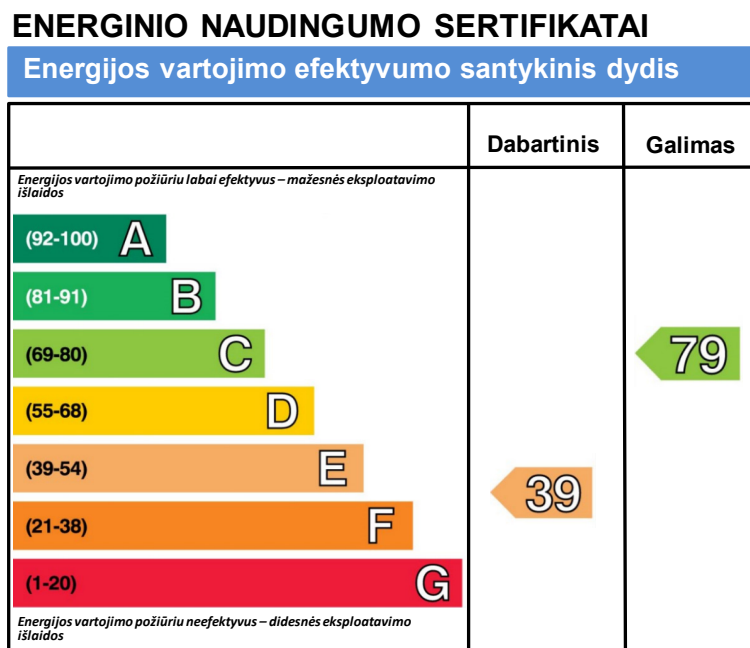 ENERGINIO NAUDINGUMO SERTIFIKATAI
Energijos vartojimo efektyvumo santykinis dydis
Dabartinis Galimas
Energijos vartojimo požiūriu labai efektyvus – mažesnės eksploatavimo
išlaidos
(92-100) A
(81-91) B
(69-80) C 79
(55-68) D
(39-54) E
39
(21-38) F
(1-20) G
Energijos vartojimo požiūriu neefektyvus – didesnės eksploatavimo
išlaidos